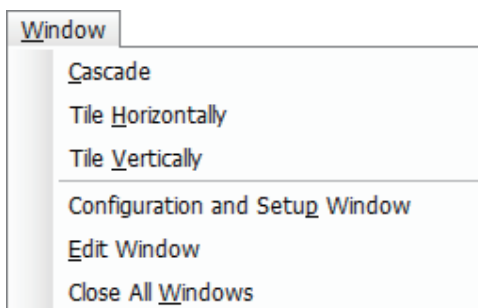 Window
Cascade
Tile Horizontally
Tile Vertically
Configuration and Setup Window
Edit Window
Close All Windows